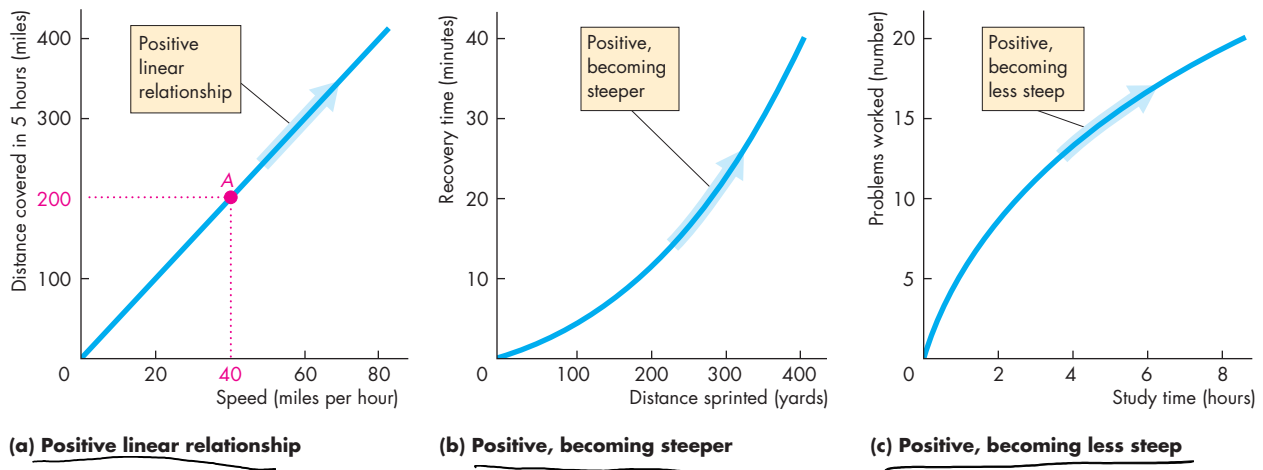 Distance covered in 5 hours (miles)
400
300
200
100
0
20
40
60
80
Speed (miles per hour)
Positive
linear
relationship
A
(a) Positive linear relationship
Recovery time (minutes)
40
30
20
10
0
100
200
300
400
Distance sprinted (yards)
Positive,
becoming
steeper
(b) Positive, becoming steeper
Problems worked (number)
20
15
10
5
0
2
4
6
8
Study time (hours)
Positive,
becoming
less steep
(c) Positive, becoming less steep